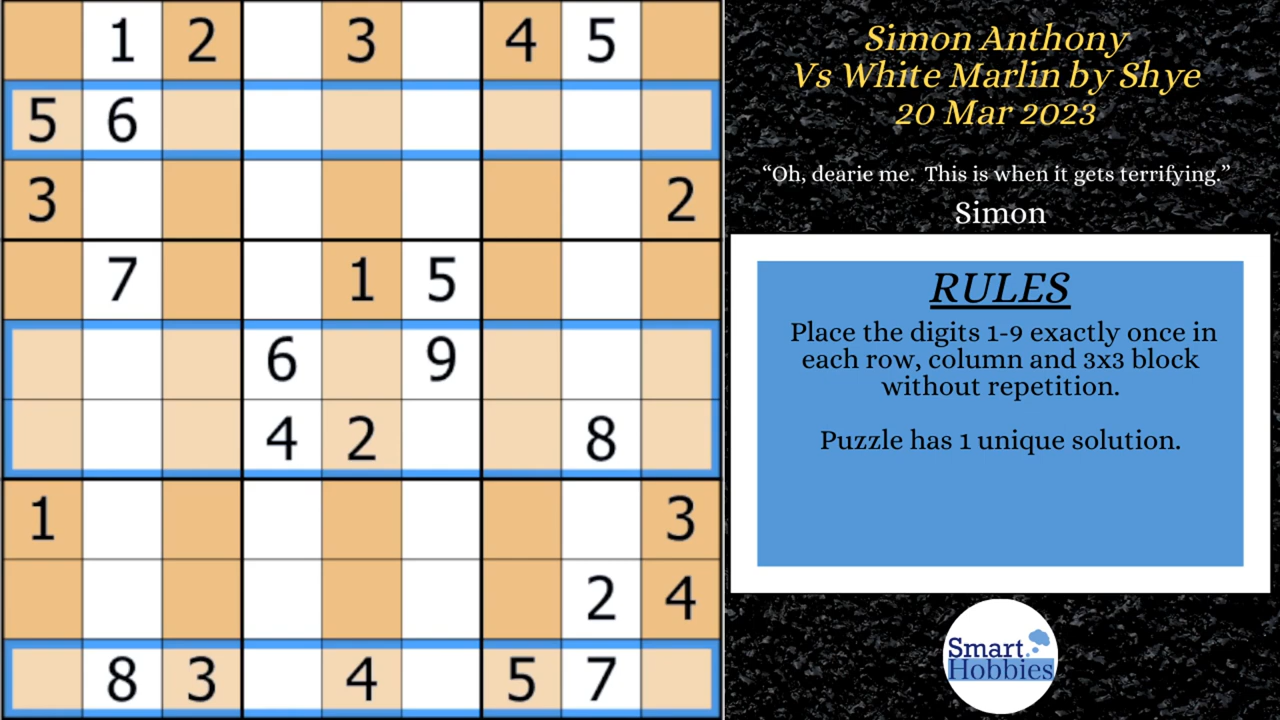 1 2 3 4 5
5 6
3 2
7 1 5
6 9
4 2 8
1 3
2 4
8 3 4 5 7
Simon Anthony
Vs White Marlin by Shye
20 Mar 2023
“Oh, dearie me. This is when it gets terrifying.”
Simon
RULES
Place the digits 1-9 exactly once in
each row, column and 3x3 block
without repetition.
Puzzle has 1 unique solution.
Smart
Hobbies